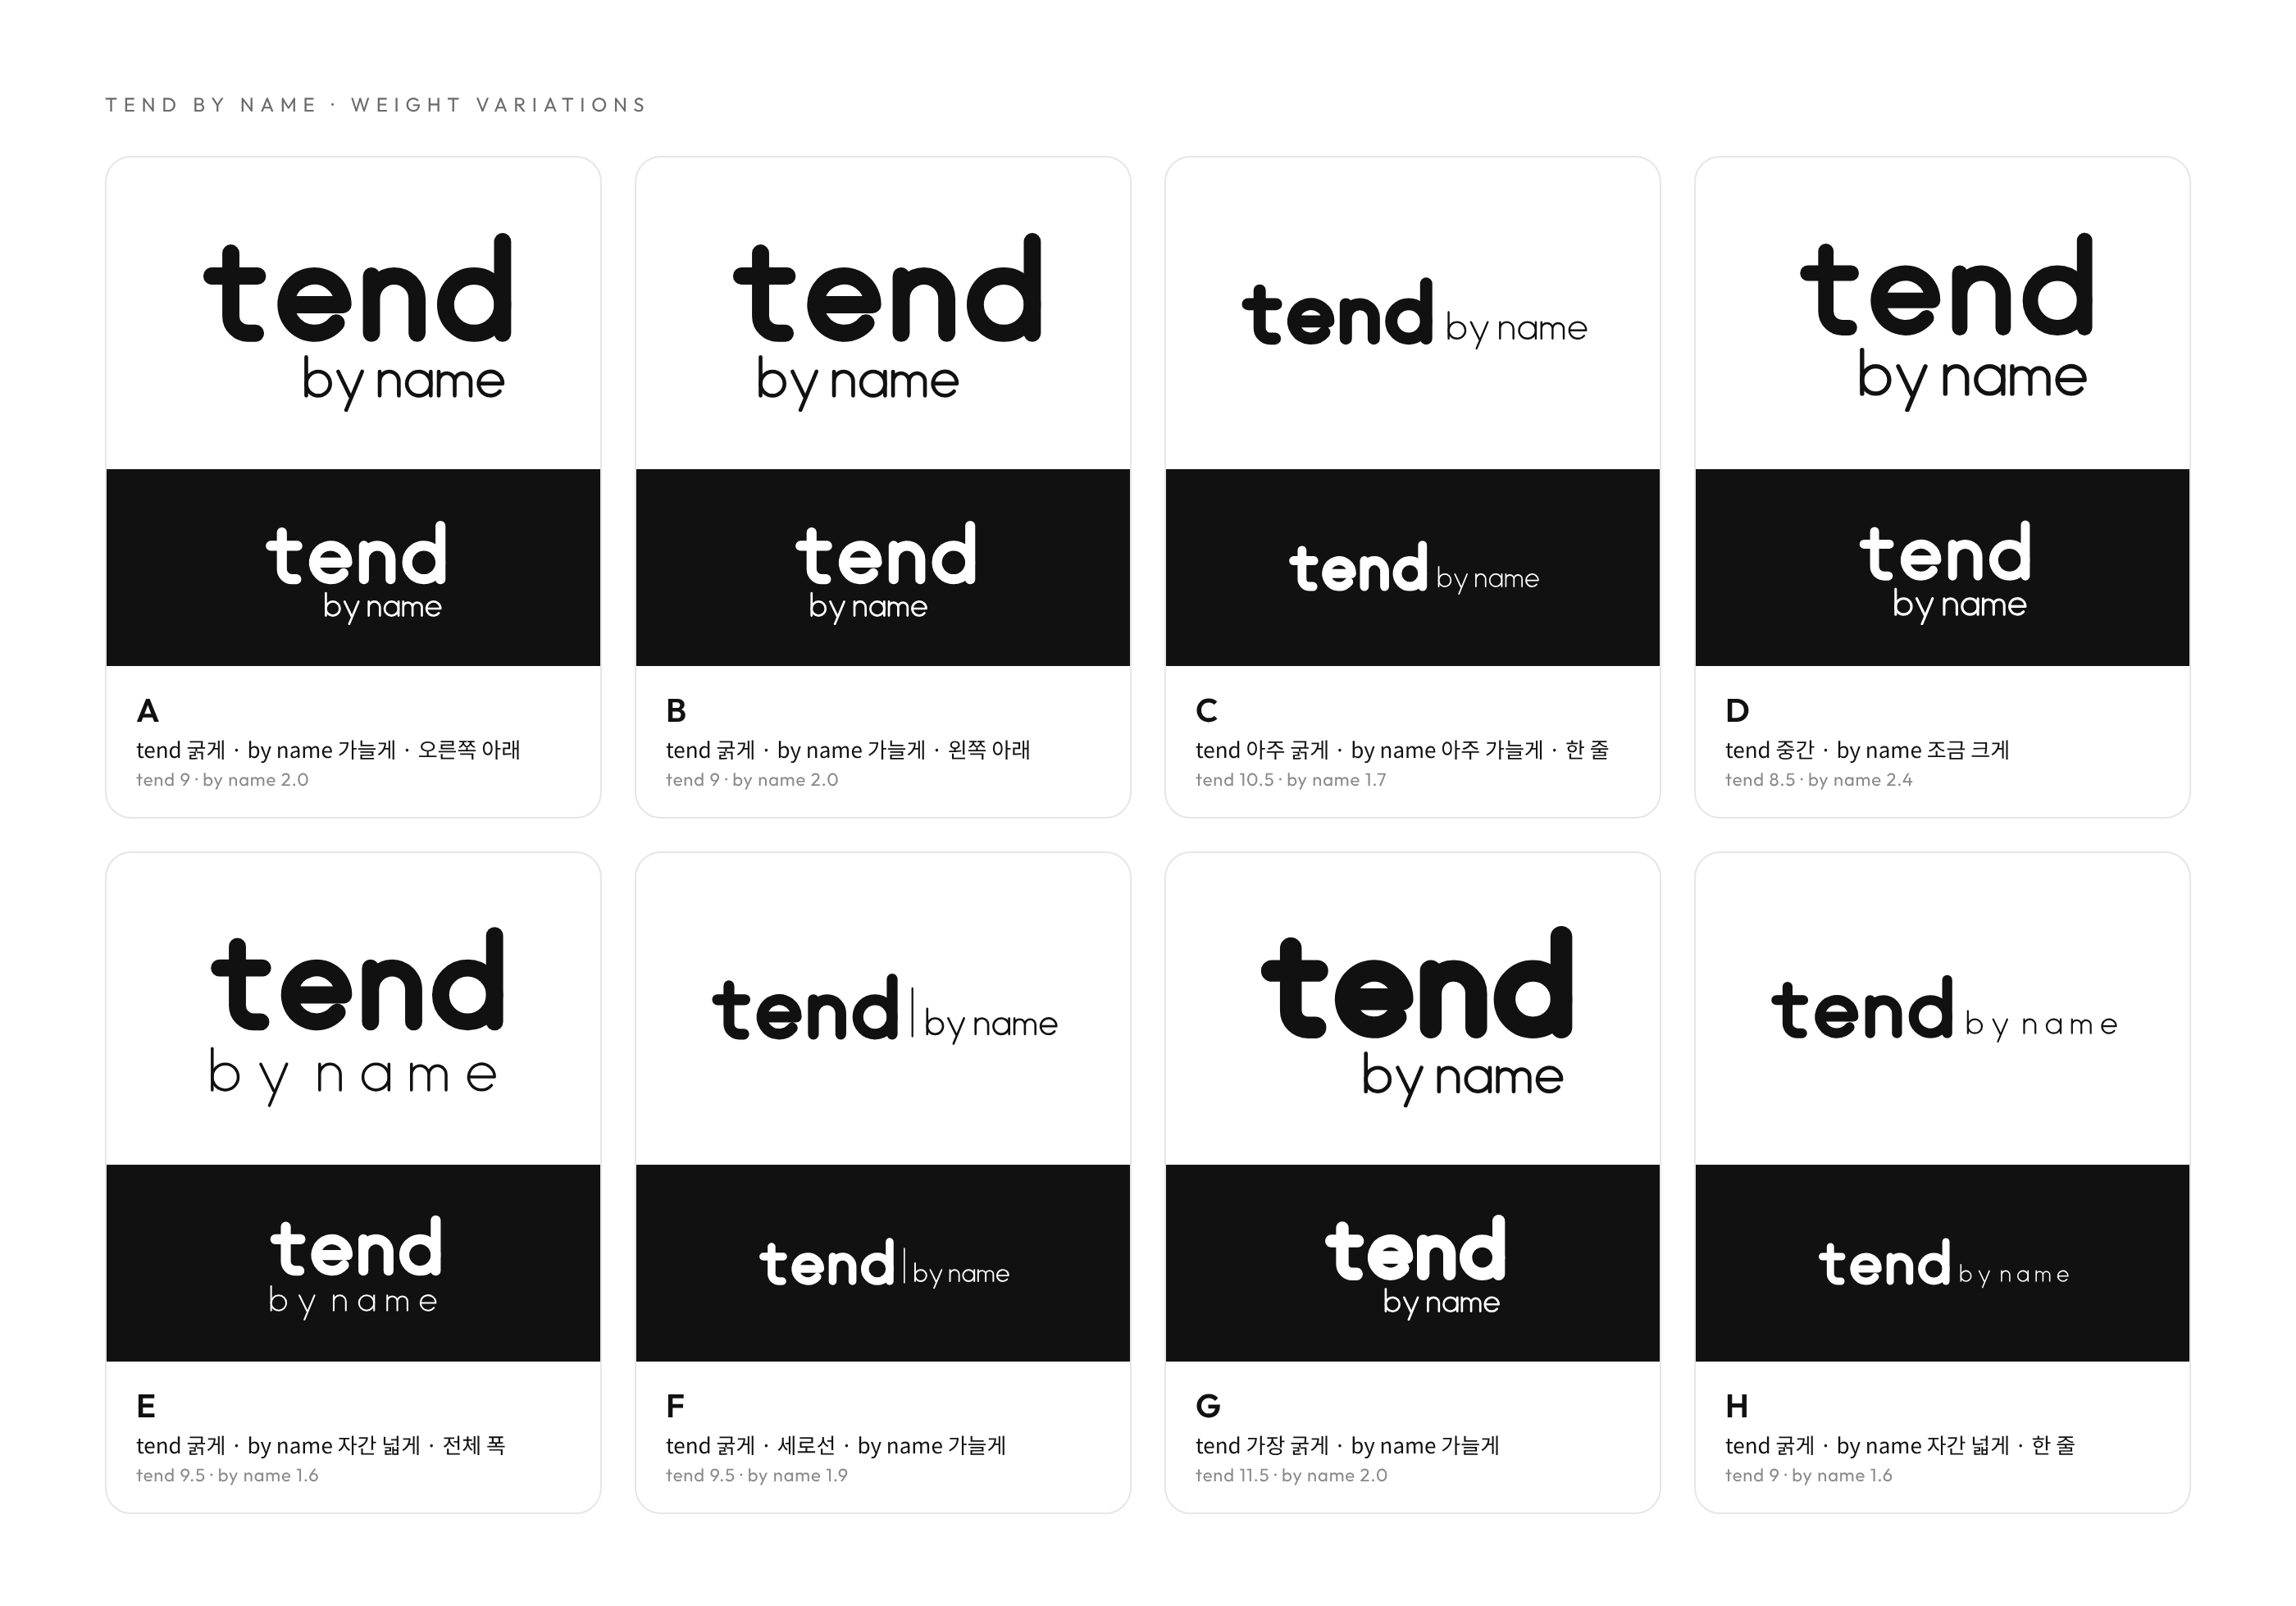 TEND BY NAME · WEIGHT VARIATIONS
tend
by name
tend
by name
A
tend 굵게 · by name 가늘게 · 오른쪽 아래
tend 9 · by name 2.0
tend
by name
tend
by name
B
tend 굵게 · by name 가늘게 · 왼쪽 아래
tend 9 · by name 2.0
tend by name
tend by name
C
tend 아주 굵게 · by name 아주 가늘게 · 한 줄
tend 10.5 · by name 1.7
tend
by name
tend
by name
D
tend 중간 · by name 조금 크게
tend 8.5 · by name 2.4
tend
by name
tend
by name
E
tend 굵게 · by name 자간 넓게 · 전체 폭
tend 9.5 · by name 1.6
tend | by name
tend | by name
F
tend 굵게 · 세로선 · by name 가늘게
tend 9.5 · by name 1.9
tend
by name
tend
by name
G
tend 가장 굵게 · by name 가늘게
tend 11.5 · by name 2.0
tend by name
tend by name
H
tend 굵게 · by name 자간 넓게 · 한 줄
tend 9 · by name 1.6